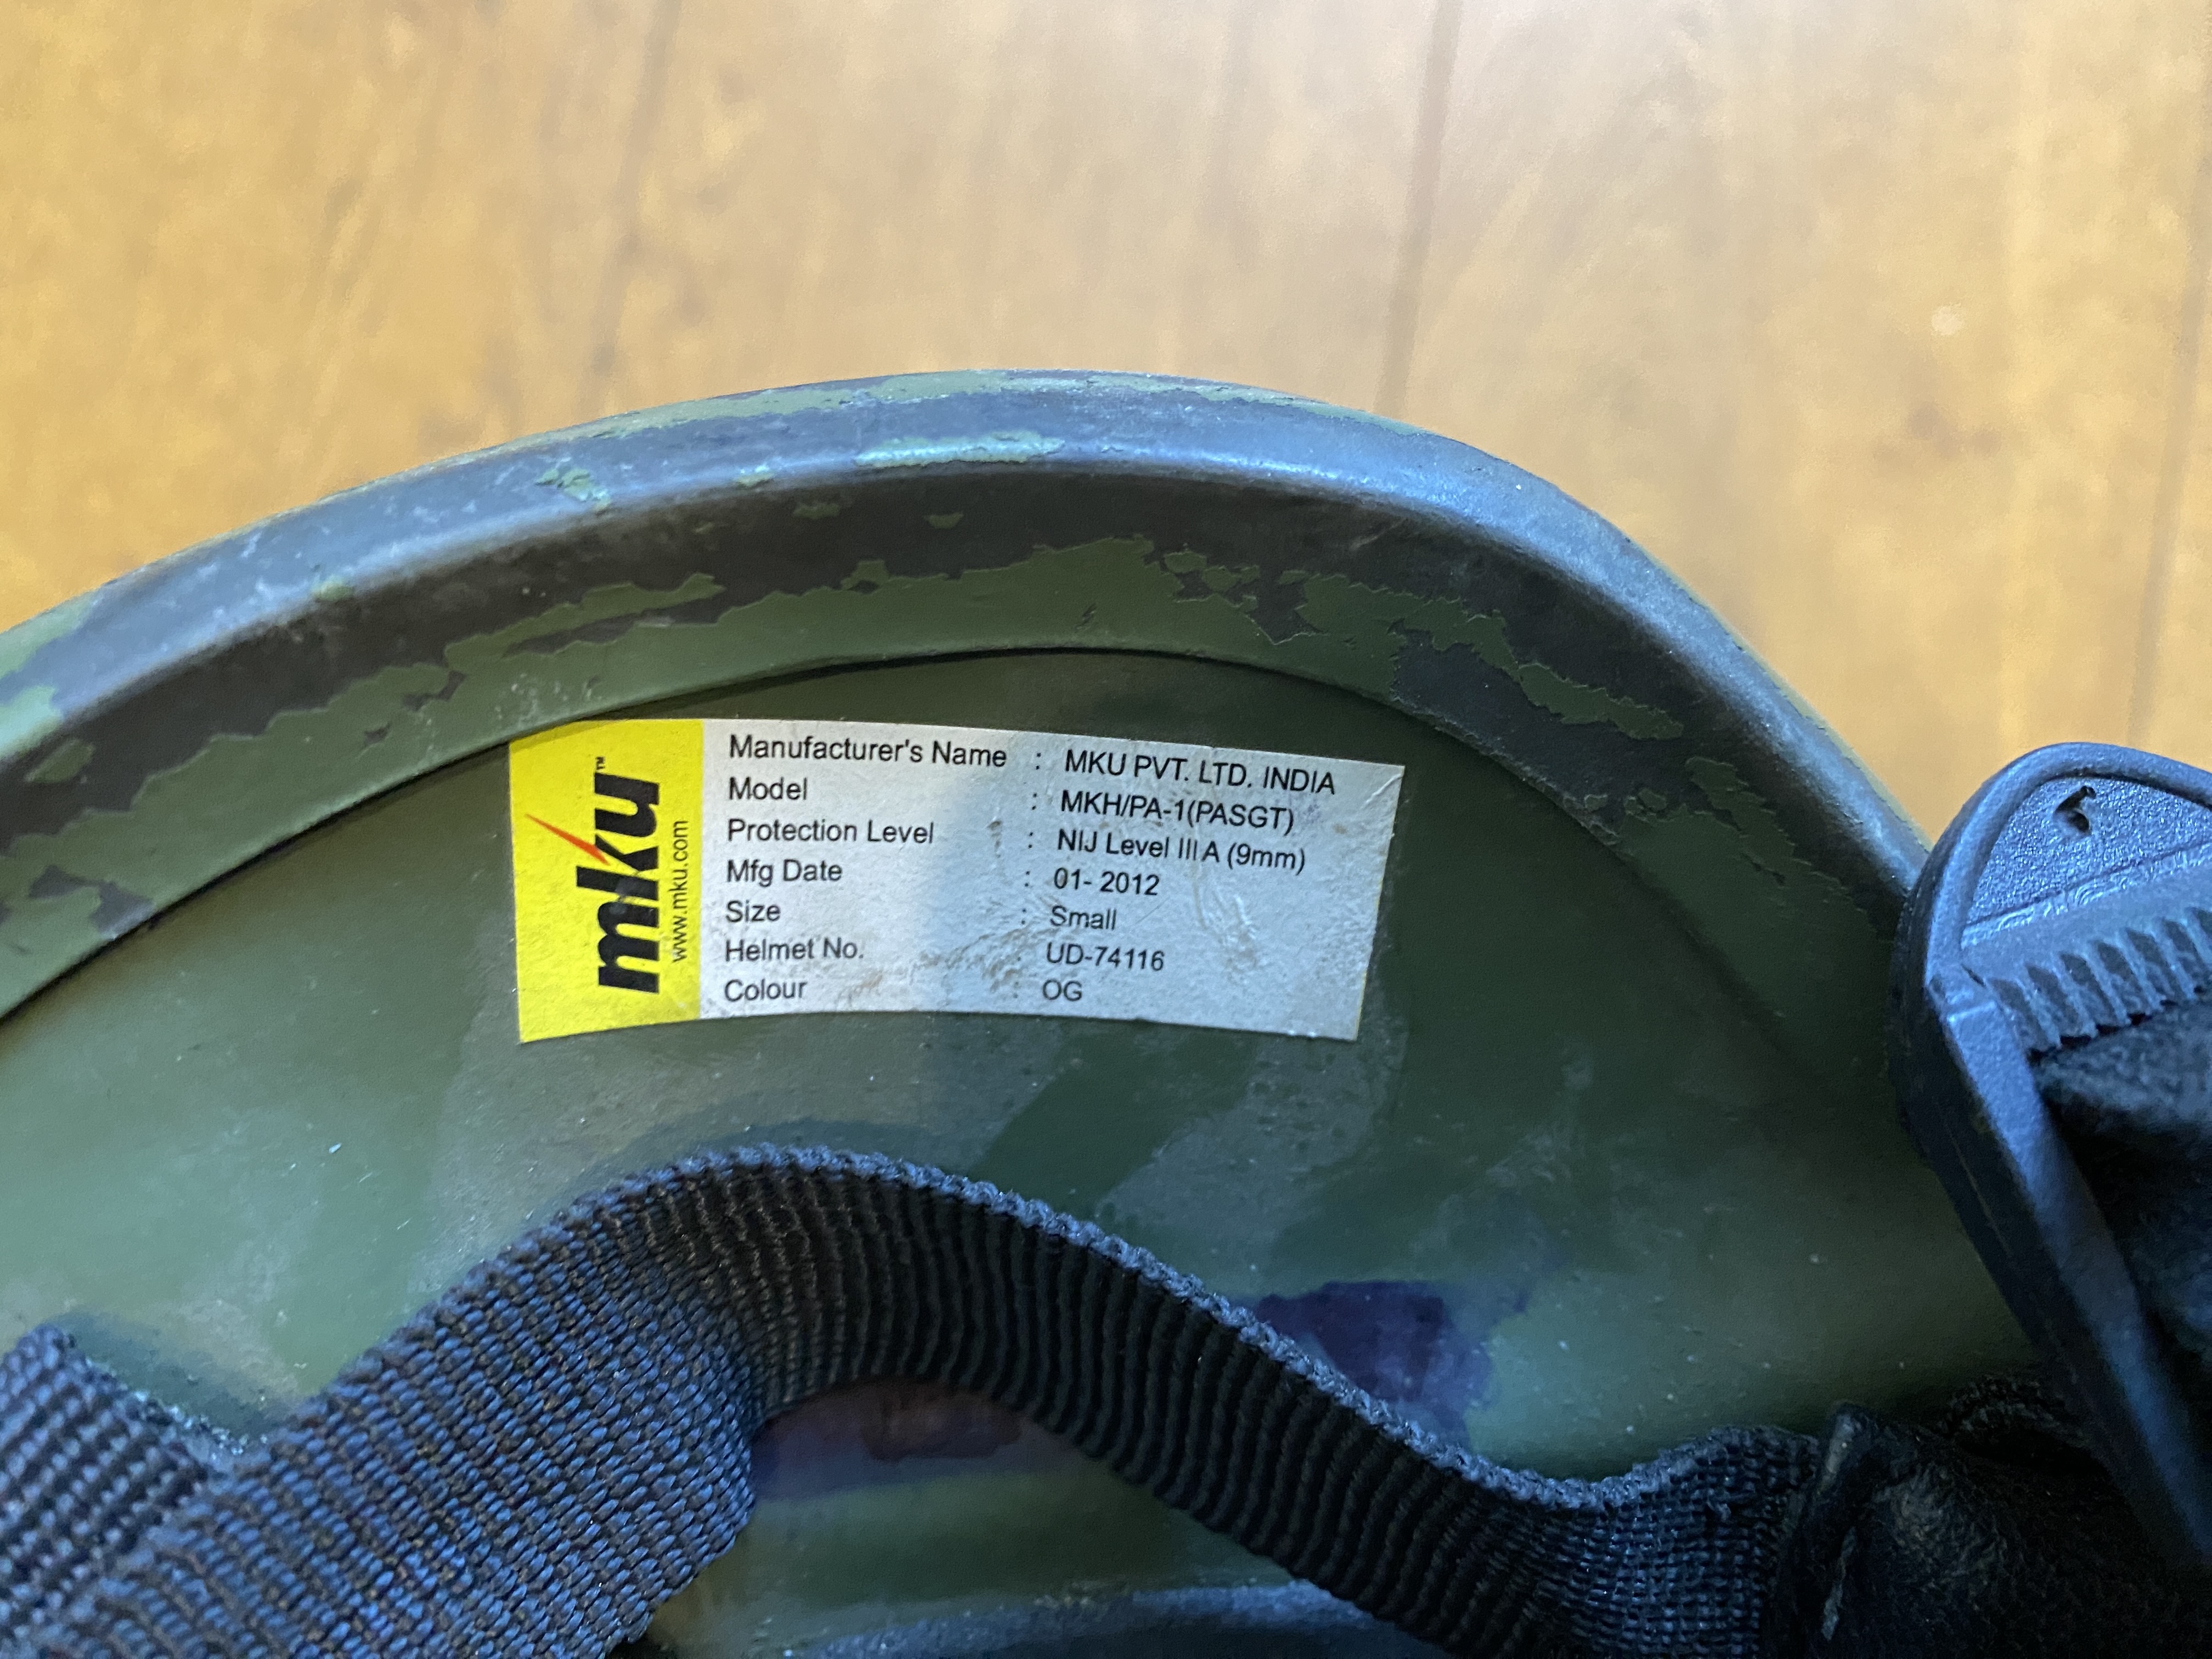 mku™
www.mku.com
Manufacturer's Name : MKU PVT. LTD. INDIA
Model : MKH/PA-1(PASGT)
Protection Level : NIJ Level III A (9mm)
Mfg Date : 01- 2012
Size : Small
Helmet No. : UD-74116
Colour : OG